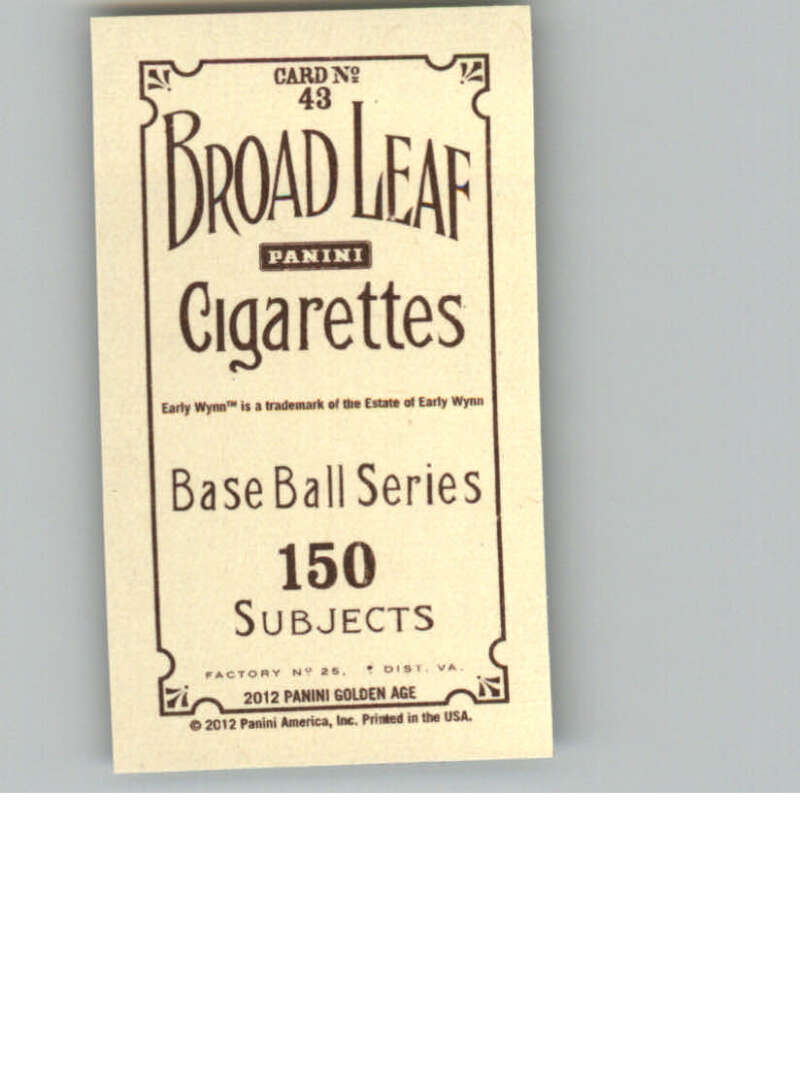 CARD Nº
43
BROAD LEAF
PANINI
Cigarettes
Early Wynn™ is a trademark of the Estate of Early Wynn
Base Ball Series
150
SUBJECTS
FACTORY Nº 25, DIST. VA.
2012 PANINI GOLDEN AGE
© 2012 Panini America, Inc. Printed in the USA.